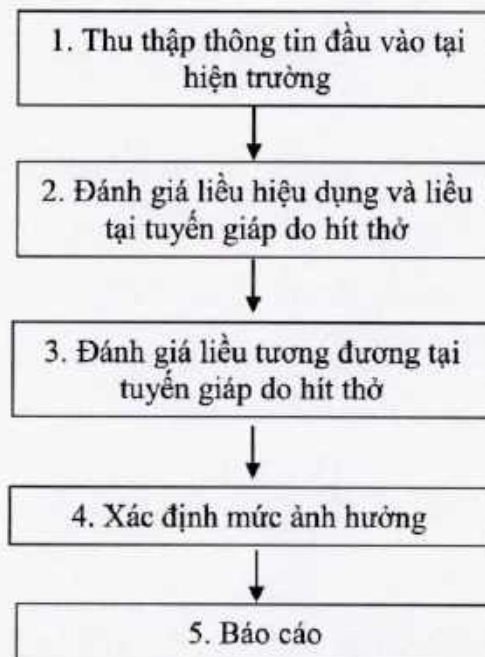 1. Thu thập thông tin đầu vào tại
hiện trường
2. Đánh giá liều hiệu dụng và liều
tại tuyến giáp do hít thở
3. Đánh giá liều tương đương tại
tuyến giáp do hít thở
4. Xác định mức ảnh hưởng
5. Báo cáo